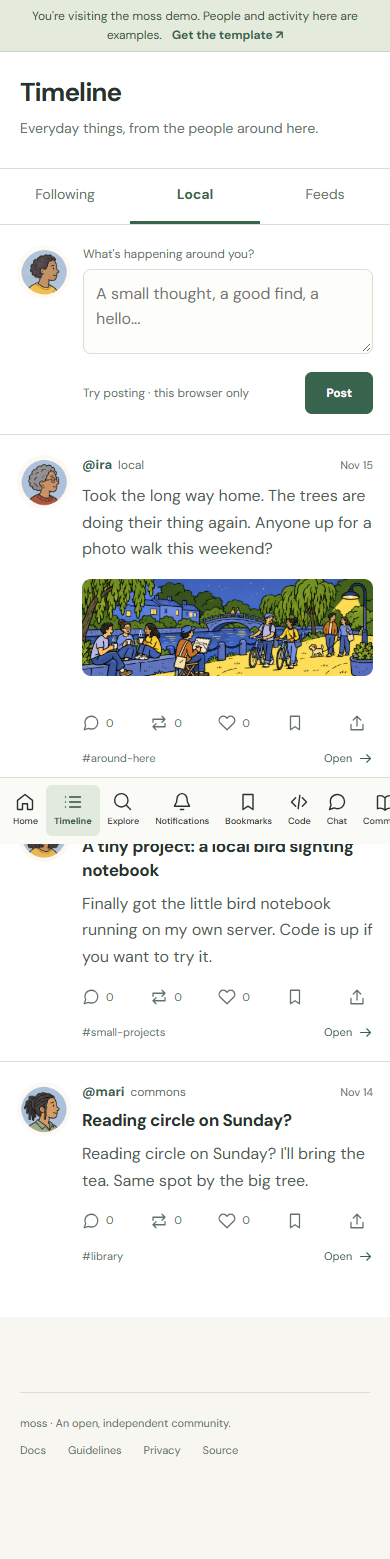 You're visiting the moss demo. People and activity here are
examples. Get the template ↗
Timeline
Everyday things, from the people around here.
Following Local Feeds
What's happening around you?
A small thought, a good find, a
hello...
Try posting · this browser only Post
@ira local Nov 15
Took the long way home. The trees are
doing their thing again. Anyone up for a
photo walk this weekend?
0 0 0
#around-here Open →
Home Timeline Explore Notifications Bookmarks Code Chat Comm
A tiny project: a local bird sighting
notebook
Finally got the little bird notebook
running on my own server. Code is up if
you want to try it.
0 0 0
#small-projects Open →
@mari commons Nov 14
Reading circle on Sunday?
Reading circle on Sunday? I'll bring the
tea. Same spot by the big tree.
0 0 0
#library Open →
moss · An open, independent community.
Docs Guidelines Privacy Source